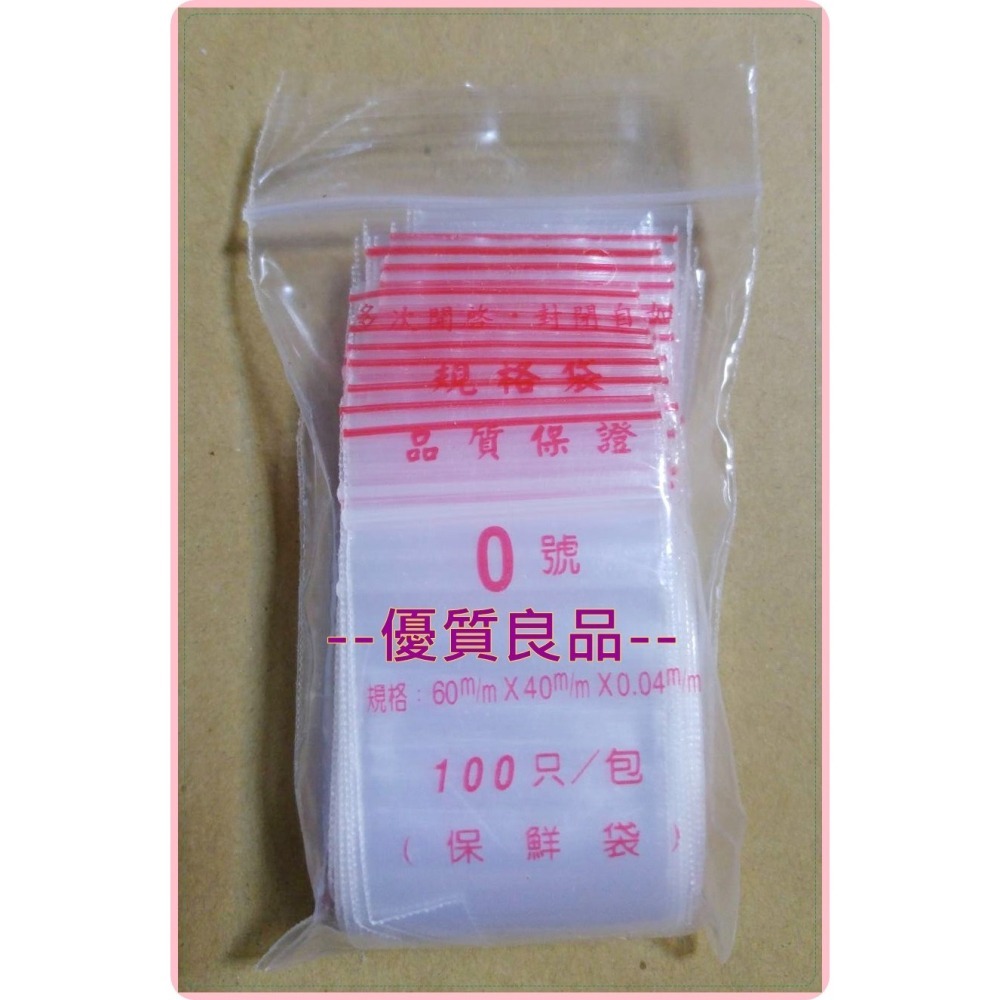 多次開啓·封閉自如
規格袋
品質保證
0號
--優質良品--
規格：60m/m X 40m/m X 0.04m/m
100只／包
(保鮮袋)